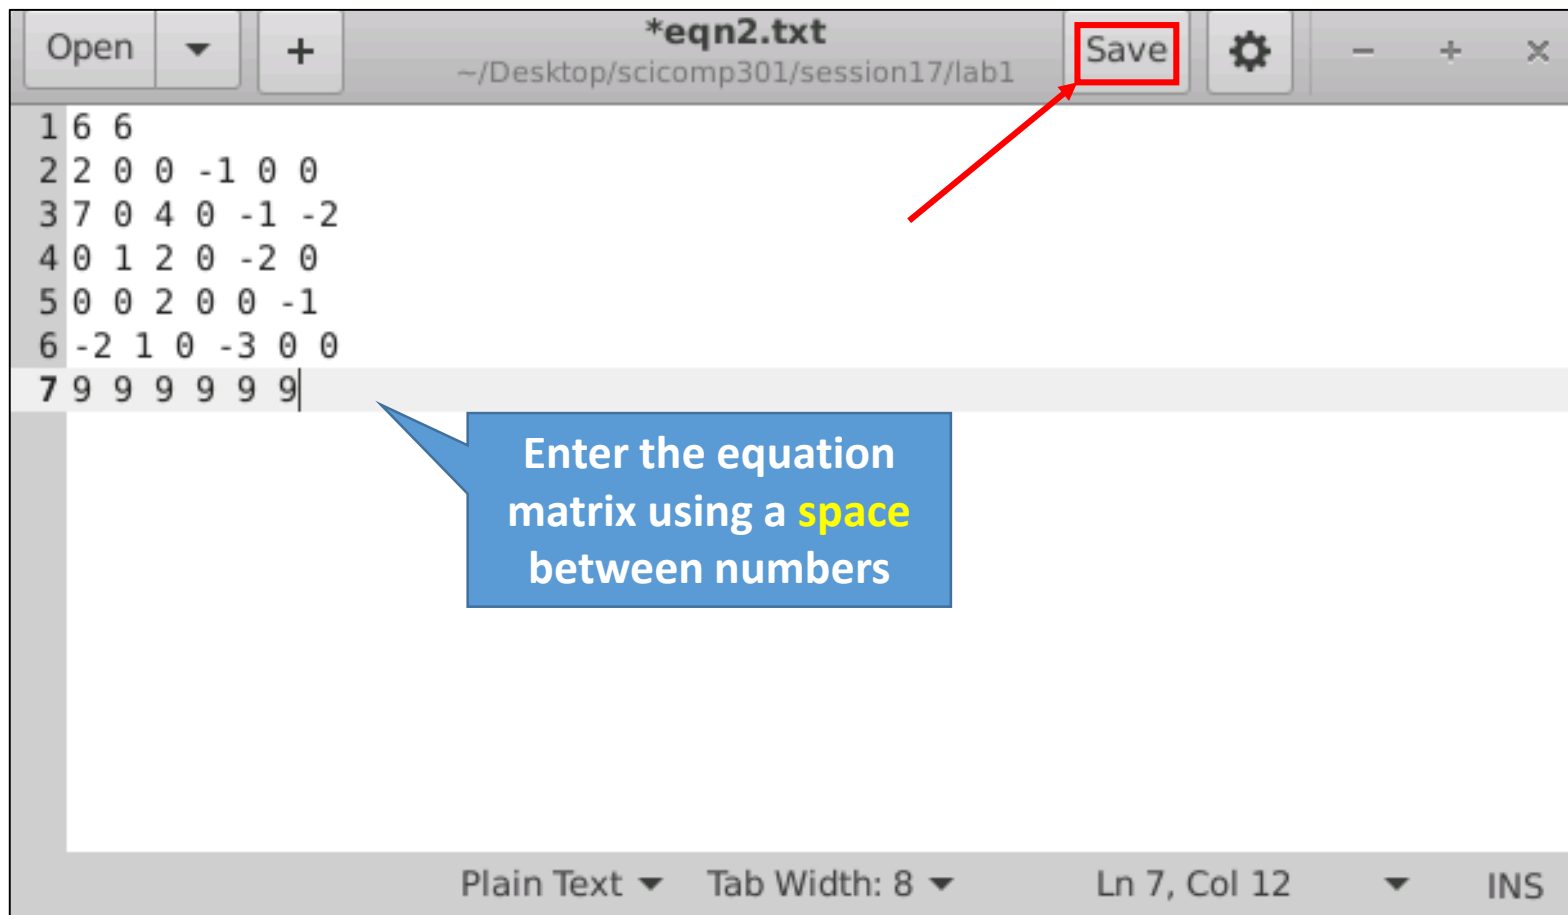 Open
+
*eqn2.txt
~/Desktop/scicomp301/session17/lab1
Save
1 6 6
2 2 0 0 -1 0 0
3 7 0 4 0 -1 -2
4 0 1 2 0 -2 0
5 0 0 2 0 0 -1
6 -2 1 0 -3 0 0
7 9 9 9 9 9 9
Enter the equation
matrix using a space
between numbers
Plain Text Tab Width: 8 Ln 7, Col 12 INS